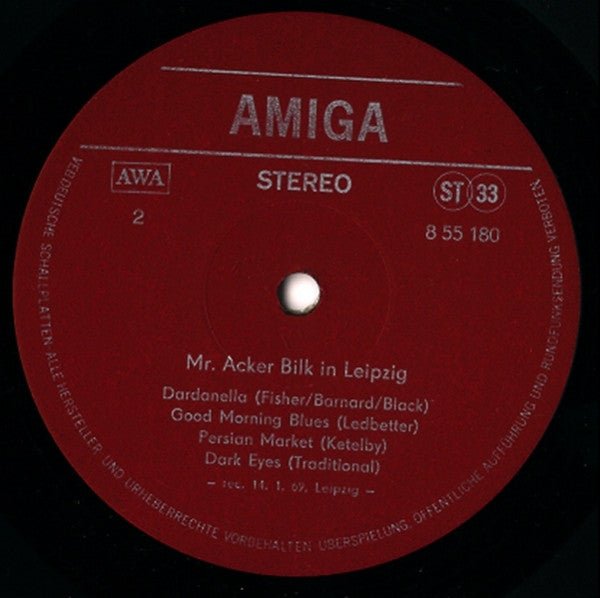 AMIGA
AWA
STEREO
ST 33
2
8 55 180
Mr. Acker Bilk in Leipzig
Dardanella (Fisher/Barnard/Black)
Good Morning Blues (Ledbetter)
Persian Market (Ketelby)
Dark Eyes (Traditional)
— rec. 14. 1. 69, Leipzig —
VEB DEUTSCHE SCHALLPLATTEN ALLE HERSTELLER- UND URHEBERRECHTE VORBEHALTEN ÜBERSPIELUNG, ÖFFENTLICHE AUFFÜHRUNG UND RUNDFUNKSENDUNG VERBOTEN